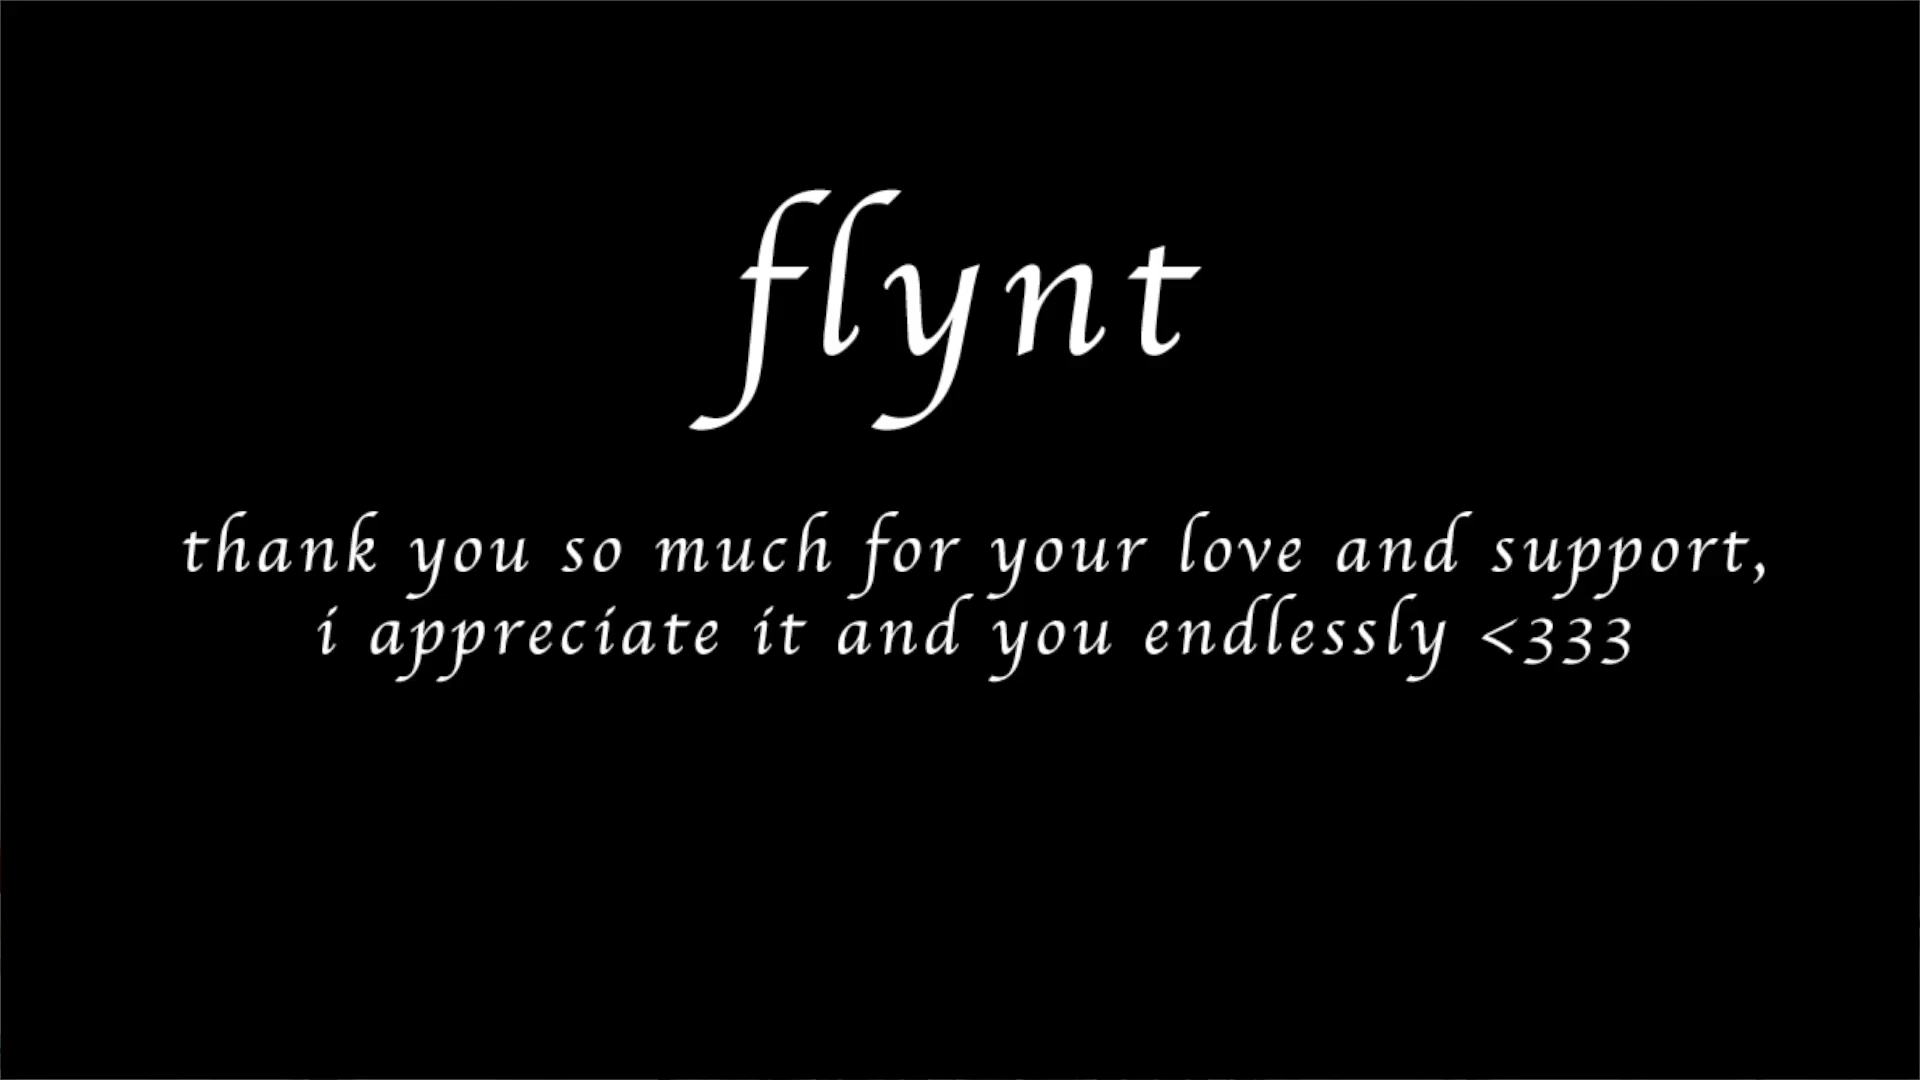 flynt
thank you so much for your love and support,
i appreciate it and you endlessly <333